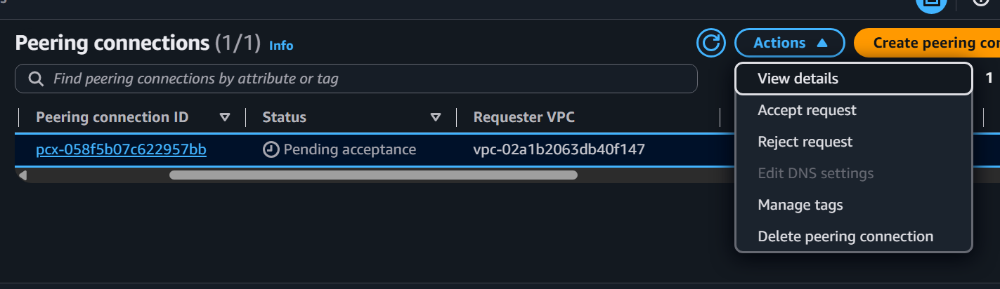 Peering connections (1/1) Info
Actions
Create peering con
Find peering connections by attribute or tag
1
Peering connection ID
Status
Requester VPC
pcx-058f5b07c622957bb
Pending acceptance
vpc-02a1b2063db40f147
View details
Accept request
Reject request
Edit DNS settings
Manage tags
Delete peering connection